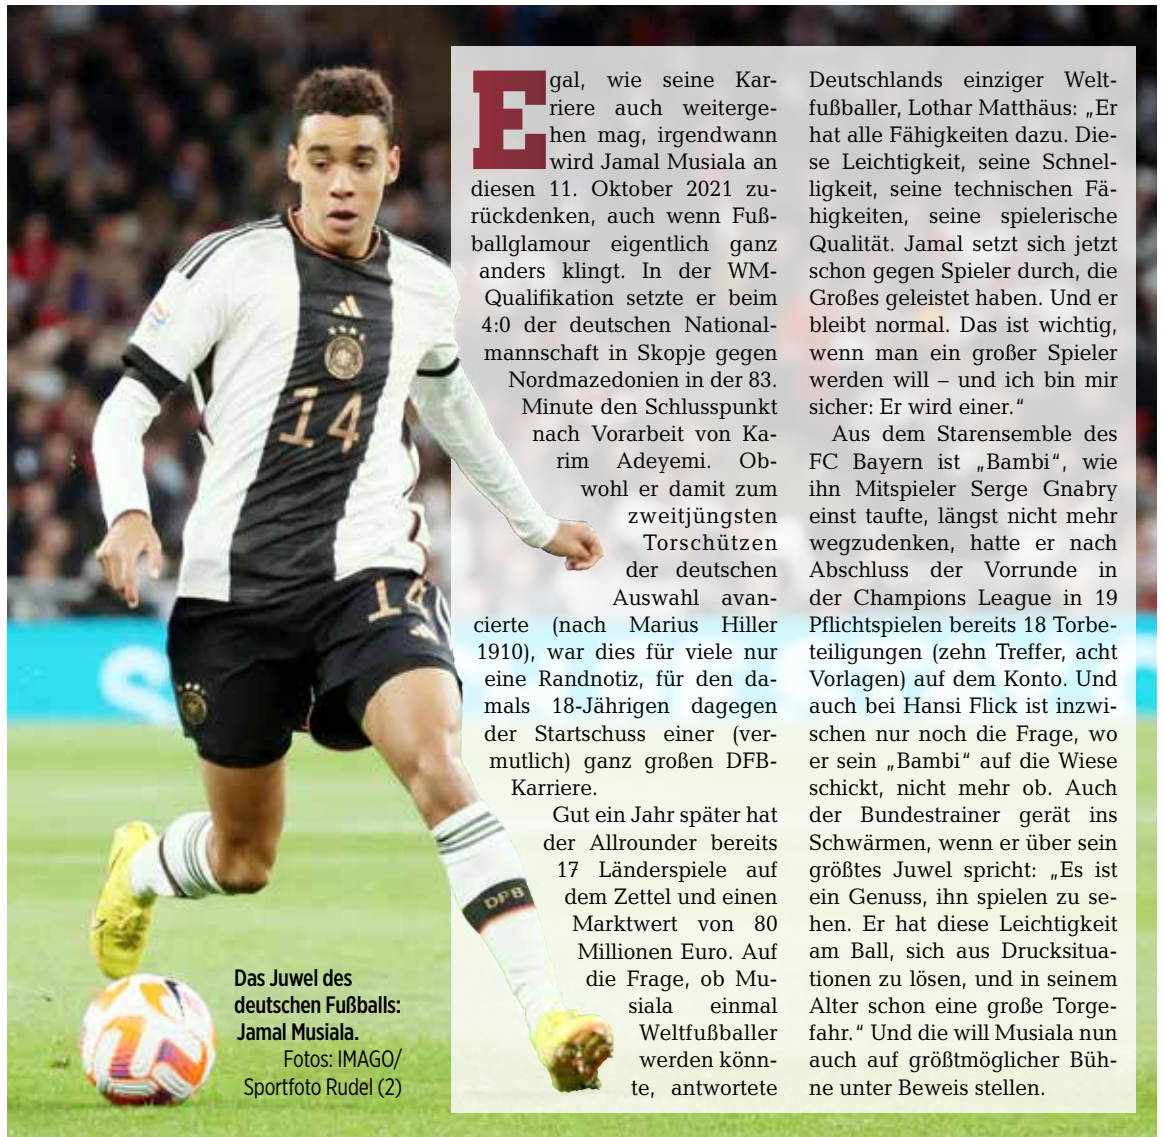 Egal, wie seine Kar-
riere auch weiterge-
hen mag, irgendwann
wird Jamal Musiala an
diesen 11. Oktober 2021 zu-
rückdenken, auch wenn Fuß-
ballglamour eigentlich ganz
anders klingt. In der WM-
Qualifikation setzte er beim
4:0 der deutschen National-
mannschaft in Skopje gegen
Nordmazedonien in der 83.
Minute den Schlusspunkt
nach Vorarbeit von Ka-
rim Adeyemi. Ob-
wohl er damit zum
zweitjüngsten
Torschützen
der deutschen
Auswahl avan-
cierte (nach Marius Hiller
1910), war dies für viele nur
eine Randnotiz, für den da-
mals 18-Jährigen dagegen
der Startschuss einer (ver-
mutlich) ganz großen DFB-
Karriere.
Gut ein Jahr später hat
der Allrounder bereits
17 Länderspiele auf
dem Zettel und einen
Marktwert von 80
Millionen Euro. Auf
die Frage, ob Mu-
siala einmal
Weltfußballer
werden könn-
te, antwortete
Deutschlands einziger Welt-
fußballer, Lothar Matthäus: „Er
hat alle Fähigkeiten dazu. Die-
se Leichtigkeit, seine Schnel-
ligkeit, seine technischen Fä-
higkeiten, seine spielerische
Qualität. Jamal setzt sich jetzt
schon gegen Spieler durch, die
Großes geleistet haben. Und er
bleibt normal. Das ist wichtig,
wenn man ein großer Spieler
werden will – und ich bin mir
sicher: Er wird einer.“
Aus dem Starensemble des
FC Bayern ist „Bambi“, wie
ihn Mitspieler Serge Gnabry
einst taufte, längst nicht mehr
wegzudenken, hatte er nach
Abschluss der Vorrunde in
der Champions League in 19
Pflichtspielen bereits 18 Torbe-
teiligungen (zehn Treffer, acht
Vorlagen) auf dem Konto. Und
auch bei Hansi Flick ist inzwi-
schen nur noch die Frage, wo
er sein „Bambi“ auf die Wiese
schickt, nicht mehr ob. Auch
der Bundestrainer gerät ins
Schwärmen, wenn er über sein
größtes Juwel spricht: „Es ist
ein Genuss, ihn spielen zu se-
hen. Er hat diese Leichtigkeit
am Ball, sich aus Drucksitua-
tionen zu lösen, und in seinem
Alter schon eine große Torge-
fahr.“ Und die will Musiala nun
auch auf größtmöglicher Büh-
ne unter Beweis stellen.
14
14
DFB
Das Juwel des
deutschen Fußballs:
Jamal Musiala.
Fotos: IMAGO/
Sportfoto Rudel (2)